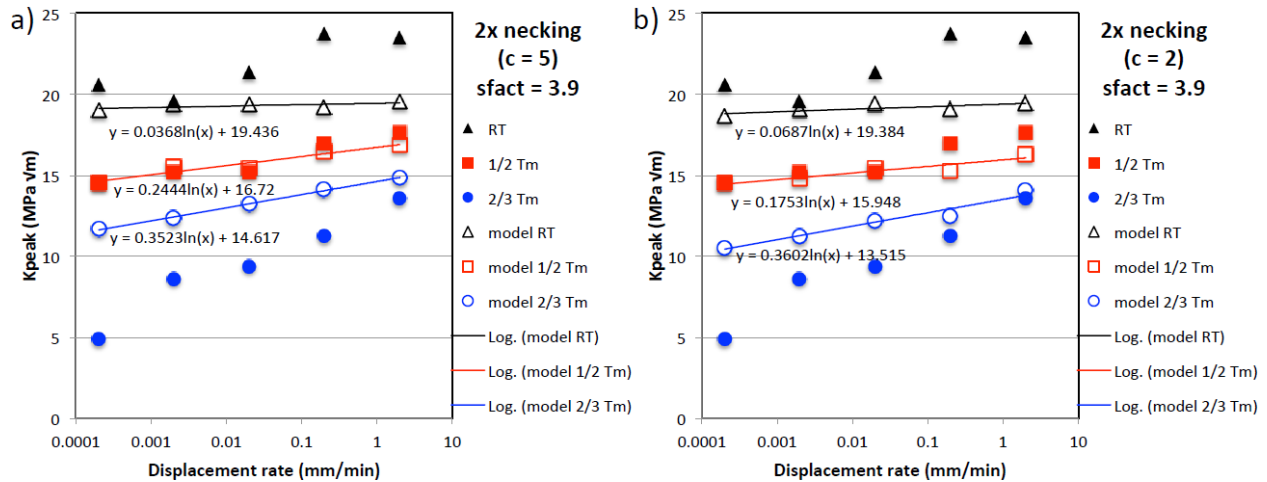 a)
2x necking
(c = 5)
sfact = 3.9
25
20
15
10
5
0
Kpeak (MPa √m)
y = 0.0368ln(x) + 19.436
y = 0.2444ln(x) + 16.72
y = 0.3523ln(x) + 14.617
0.0001
0.001
0.01
0.1
1
10
Displacement rate (mm/min)
RT
1/2 Tm
2/3 Tm
model RT
model 1/2 Tm
model 2/3 Tm
Log. (model RT)
Log. (model 1/2 Tm)
Log. (model 2/3 Tm)
b)
2x necking
(c = 2)
sfact = 3.9
25
20
15
10
5
0
Kpeak (MPa √m)
y = 0.0687ln(x) + 19.384
y = 0.1753ln(x) + 15.948
y = 0.3602ln(x) + 13.515
0.0001
0.001
0.01
0.1
1
10
Displacement rate (mm/min)
RT
1/2 Tm
2/3 Tm
model RT
model 1/2 Tm
model 2/3 Tm
Log. (model RT)
Log. (model 1/2 Tm)
Log. (model 2/3 Tm)